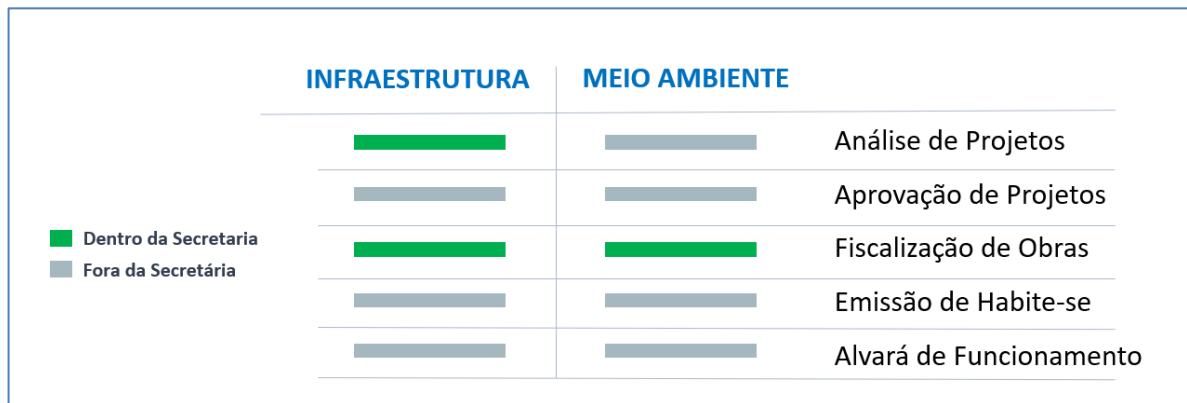 INFRAESTRUTURA
MEIO AMBIENTE
Análise de Projetos
Aprovação de Projetos
Dentro da Secretaria
Fiscalização de Obras
Fora da Secretária
Emissão de Habite-se
Alvará de Funcionamento